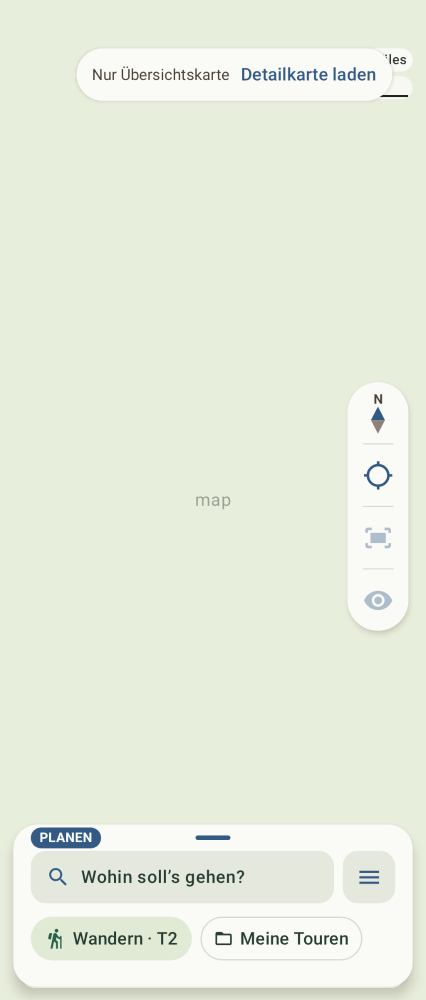 Nur Übersichtskarte Detailkarte laden
N
map
PLANEN
Wohin soll’s gehen?
Wandern · T2
Meine Touren